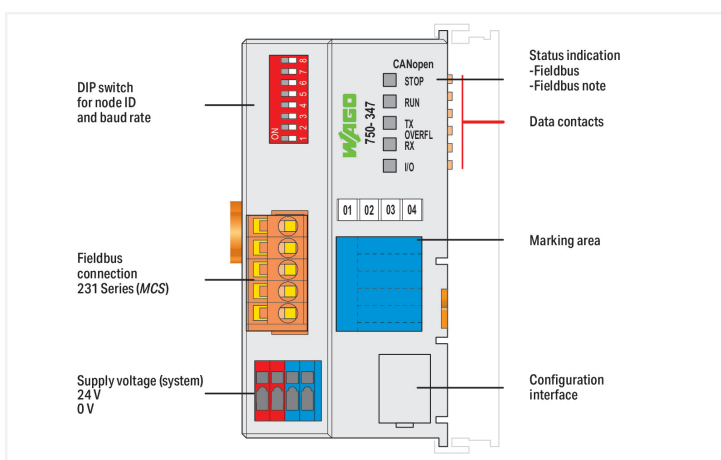 DIP switch
for node ID
and baud rate
Fieldbus
connection
231 Series (MCS)
Supply voltage (system)
24 V
0 V
ON
1 2 3 4 5 6 7 8
WAGO
750-347
CANopen
STOP
RUN
TX
OVERFL
RX
I/O
01 02 03 04
Status indication
-Fieldbus
-Fieldbus note
Data contacts
Marking area
Configuration
interface